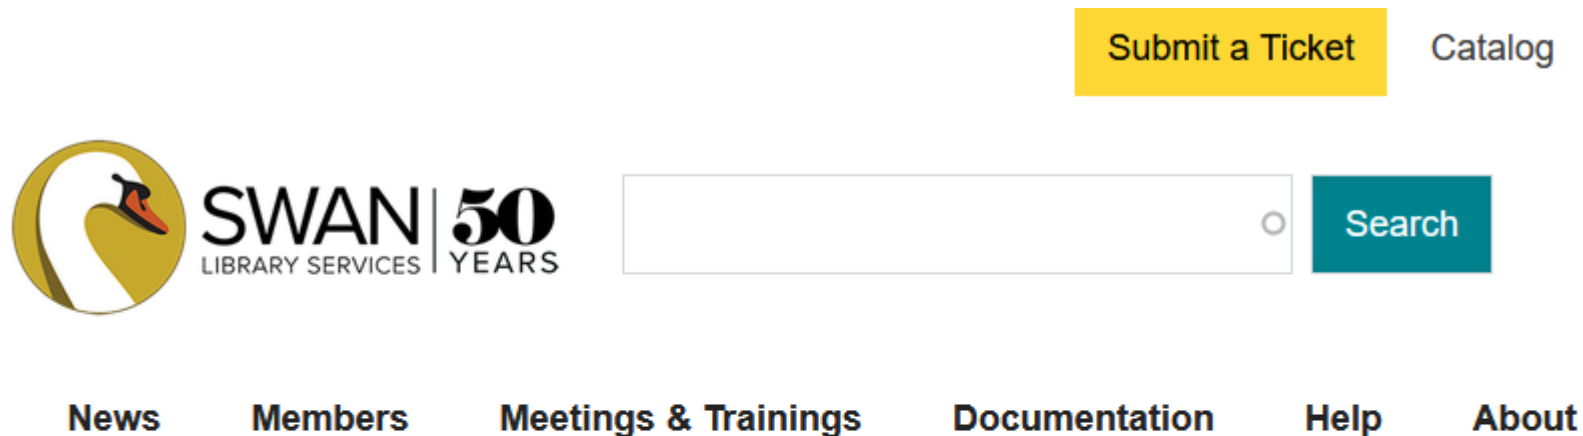 Submit a Ticket Catalog
SWAN 50
LIBRARY SERVICES YEARS
Search
News Members Meetings & Trainings Documentation Help About